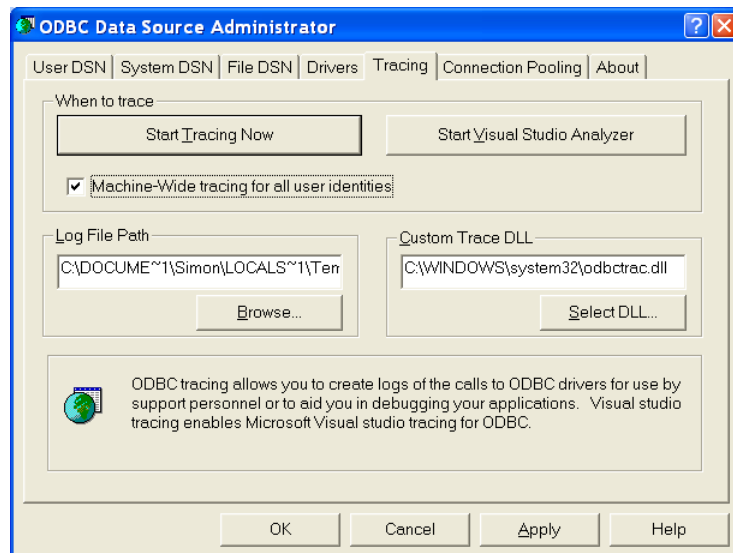 ODBC Data Source Administrator
User DSN System DSN File DSN Drivers Tracing Connection Pooling About
When to trace
Start Tracing Now Start Visual Studio Analyzer
Machine-Wide tracing for all user identities
Log File Path Custom Trace DLL
C:\DOCUME~1\Simon\LOCALS~1\Tem C:\WINDOWS\system32\odbctrac.dll
Browse... Select DLL...
ODBC tracing allows you to create logs of the calls to ODBC drivers for use by
support personnel or to aid you in debugging your applications. Visual studio
tracing enables Microsoft Visual studio tracing for ODBC.
OK Cancel Apply Help